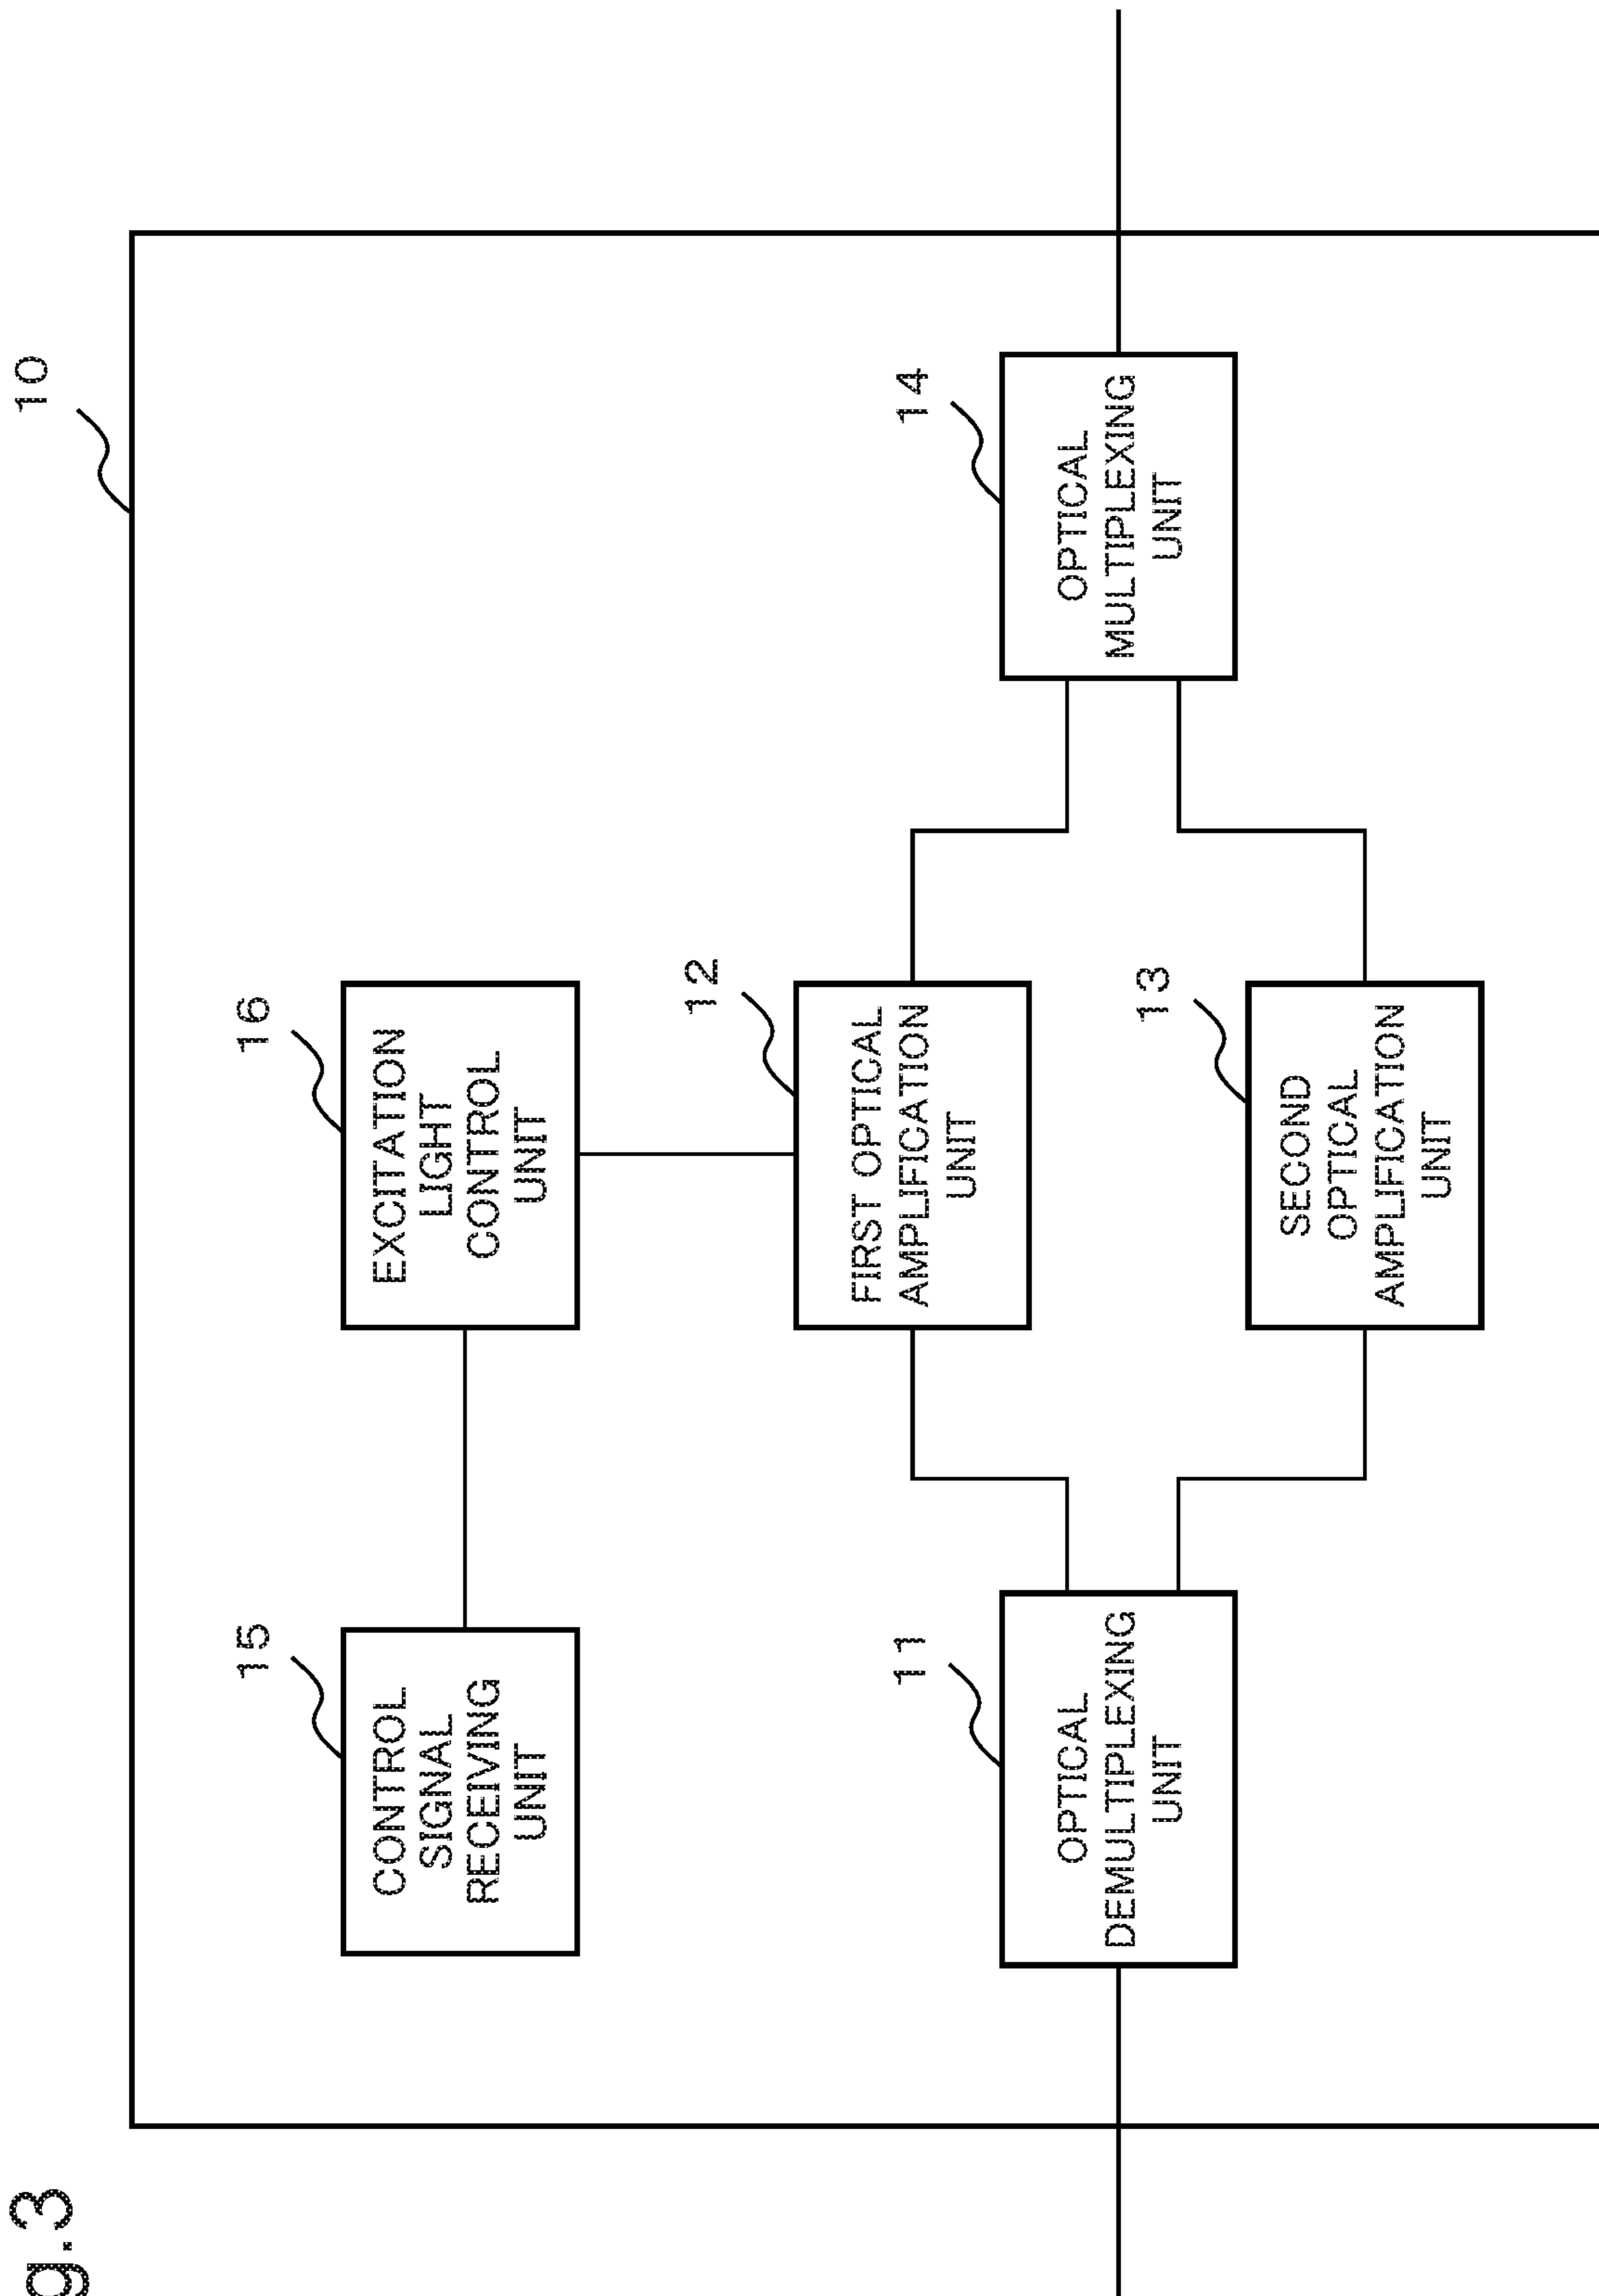 g.3
10
15
CONTROL
SIGNAL
RECEIVING
UNIT
16
EXCITATION
LIGHT
CONTROL
UNIT
11
OPTICAL
DEMULTIPLEXING
UNIT
12
FIRST OPTICAL
AMPLIFICATION
UNIT
14
OPTICAL
MULTIPLEXING
UNIT
13
SECOND
OPTICAL
AMPLIFICATION
UNIT